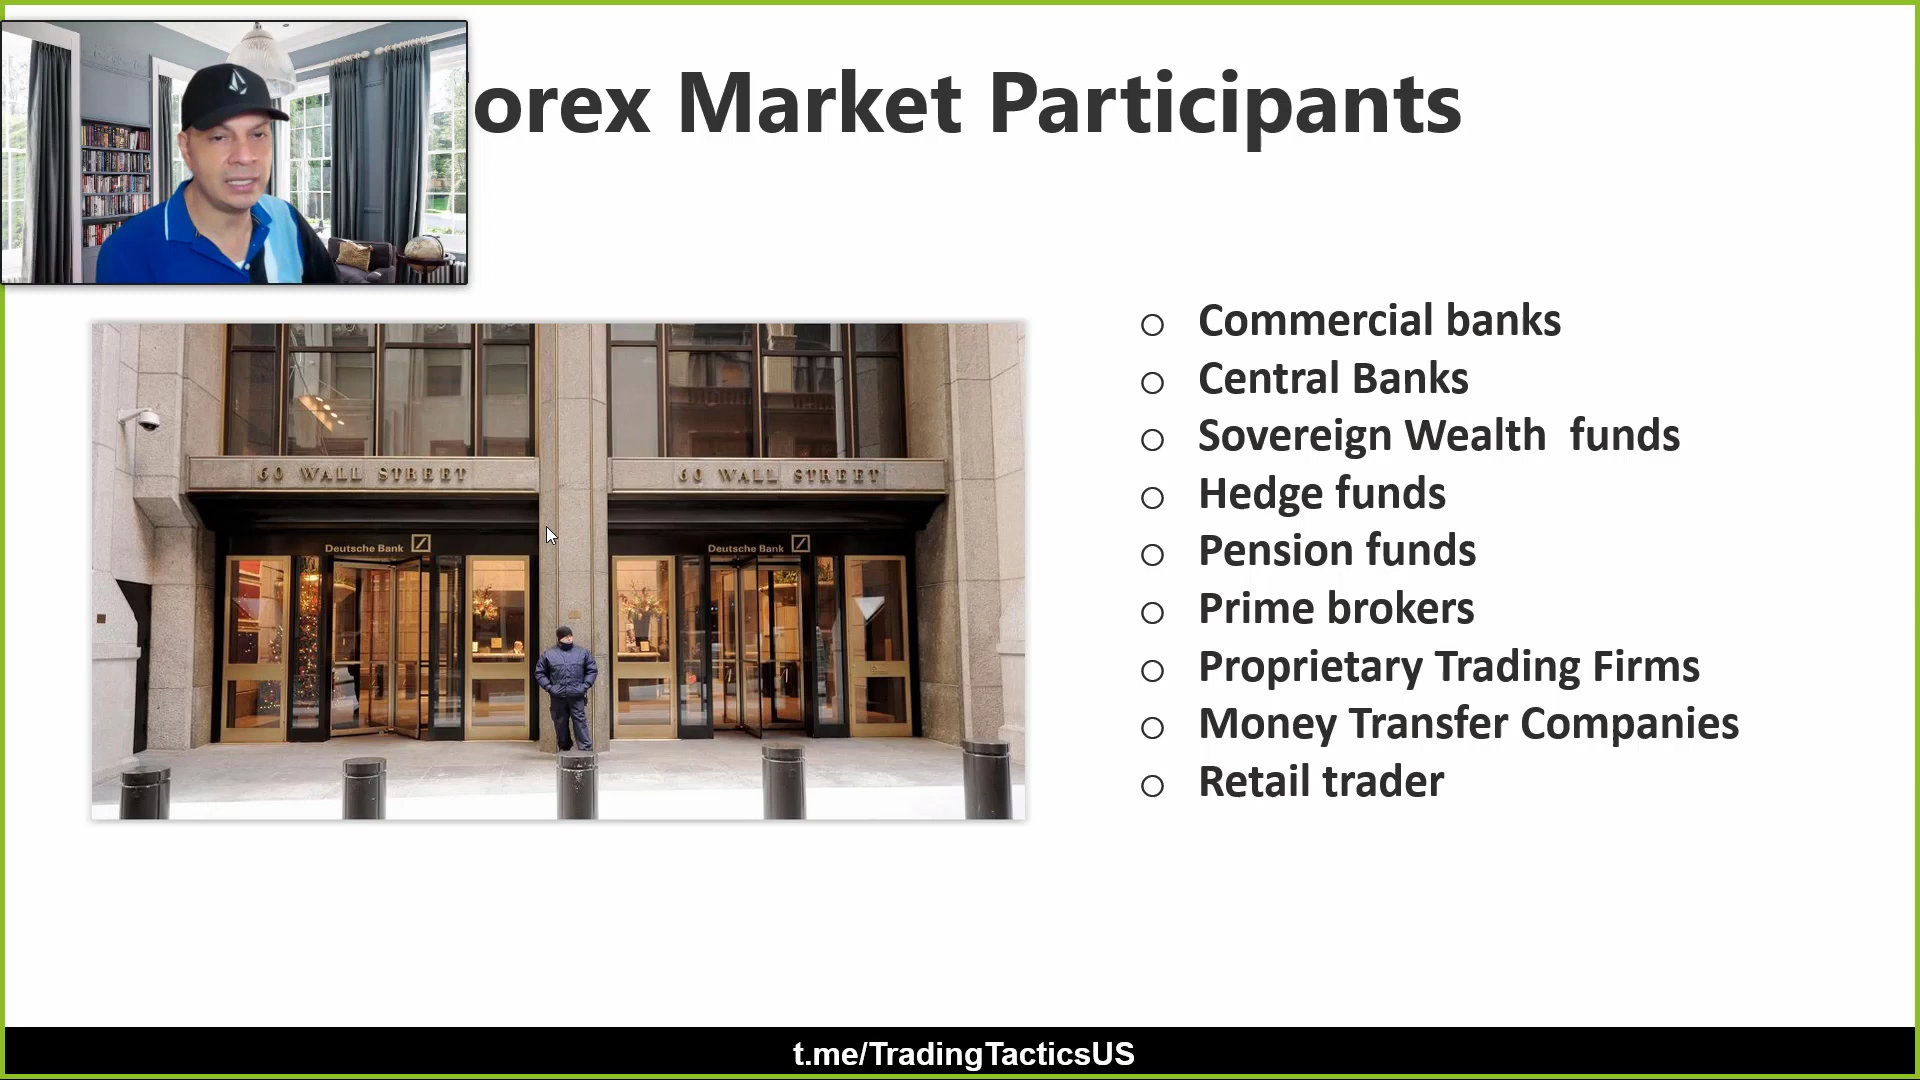 orex Market Participants
60 WALL STREET
60 WALL STREET
Deutsche Bank
Deutsche Bank
Commercial banks
Central Banks
Sovereign Wealth  funds
Hedge funds
Pension funds
Prime brokers
Proprietary Trading Firms
Money Transfer Companies
Retail trader
t.me/TradingTacticsUS